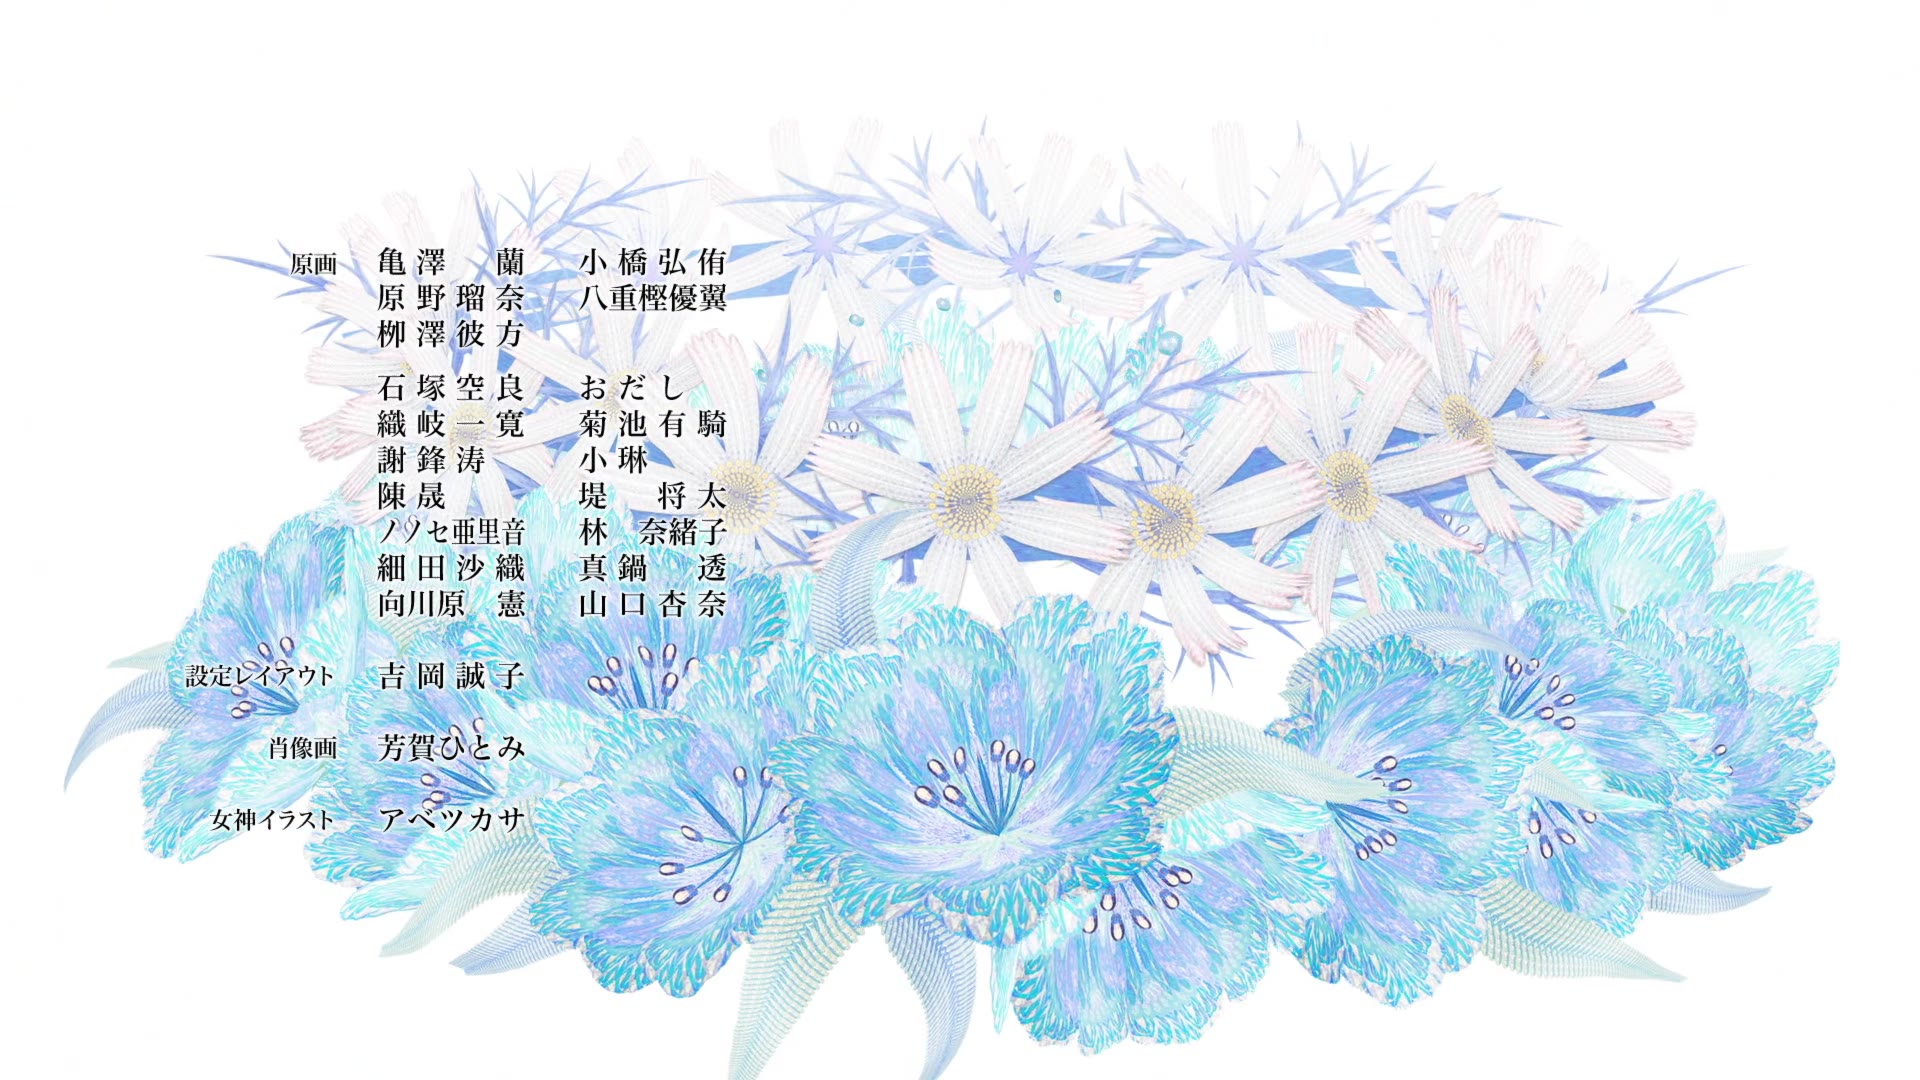 原画 亀澤 蘭 小橋弘侑
原野瑠奈 八重樫優翼
栁澤彼方
石塚空良 おだし
織岐一寛 菊池有騎
謝鋒涛 小琳
陳晟 堤 将太
ノノセ亜里音 林 奈緒子
細田沙織 真鍋 透
向川原 憲 山口杏奈
設定レイアウト 吉岡誠子
肖像画 芳賀ひとみ
女神イラスト アベツカサ